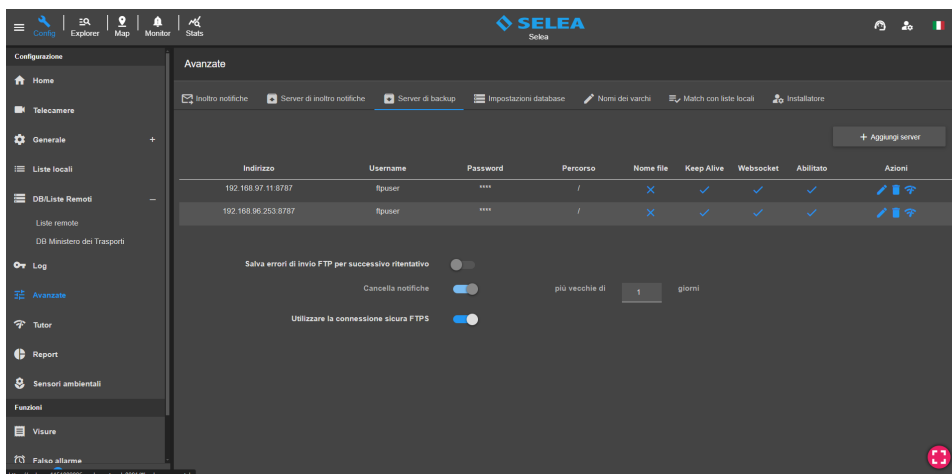 Config Explorer Map Monitor Stats
SELEA
Selea
Configurazione
Home
Telecamere
Generale +
Liste locali
DB/Liste Remoti –
Liste remote
DB Ministero dei Trasporti
Log
Avanzate
Tutor
Report
Sensori ambientali
Funzioni
Visure
Falso allarme
Avanzate
Inoltro notifiche Server di inoltro notifiche Server di backup Impostazioni database Nomi dei varchi Match con liste locali Installatore
+ Aggiungi server
Indirizzo Username Password Percorso Nome file Keep Alive Websocket Abilitato Azioni
192.168.97.11:8787 ftpuser **** /
192.168.96.253:8787 ftpuser **** /
Salva errori di invio FTP per successivo ritentativo
Cancella notifiche più vecchie di 1 giorni
Utilizzare la connessione sicura FTPS